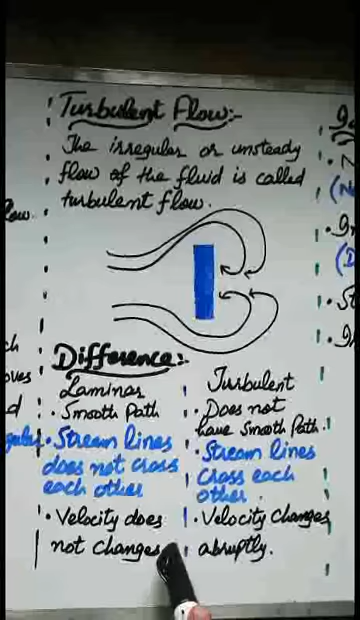 Turbulent Flow:-
The irregular or unsteady
flow of the fluid is called
turbulent flow.
Difference:-
Laminar
• Smooth Path
• Stream lines
does not cross
each other
• Velocity does
not changes
Turbulent
• Does not
have Smooth Path.
• Stream lines
Cross each
other.
• Velocity changes
abruptly.